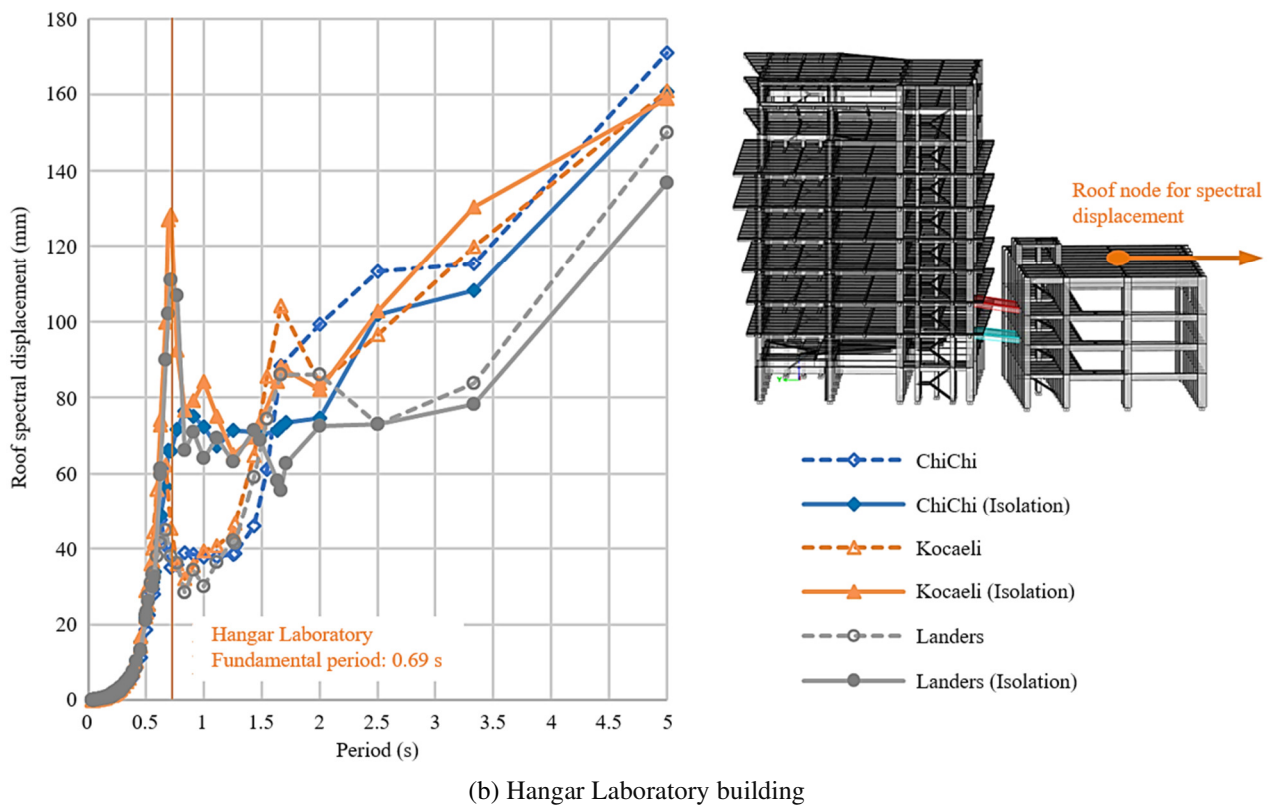 180
160
140
120
100
80
60
40
20
0
Roof spectral displacement (mm)
0 0.5 1 1.5 2 2.5 3 3.5 4 4.5 5
Period (s)
Hangar Laboratory
Fundamental period: 0.69 s
Roof node for spectral
displacement
Y
ChiChi
ChiChi (Isolation)
Kocaeli
Kocaeli (Isolation)
Landers
Landers (Isolation)
(b) Hangar Laboratory building